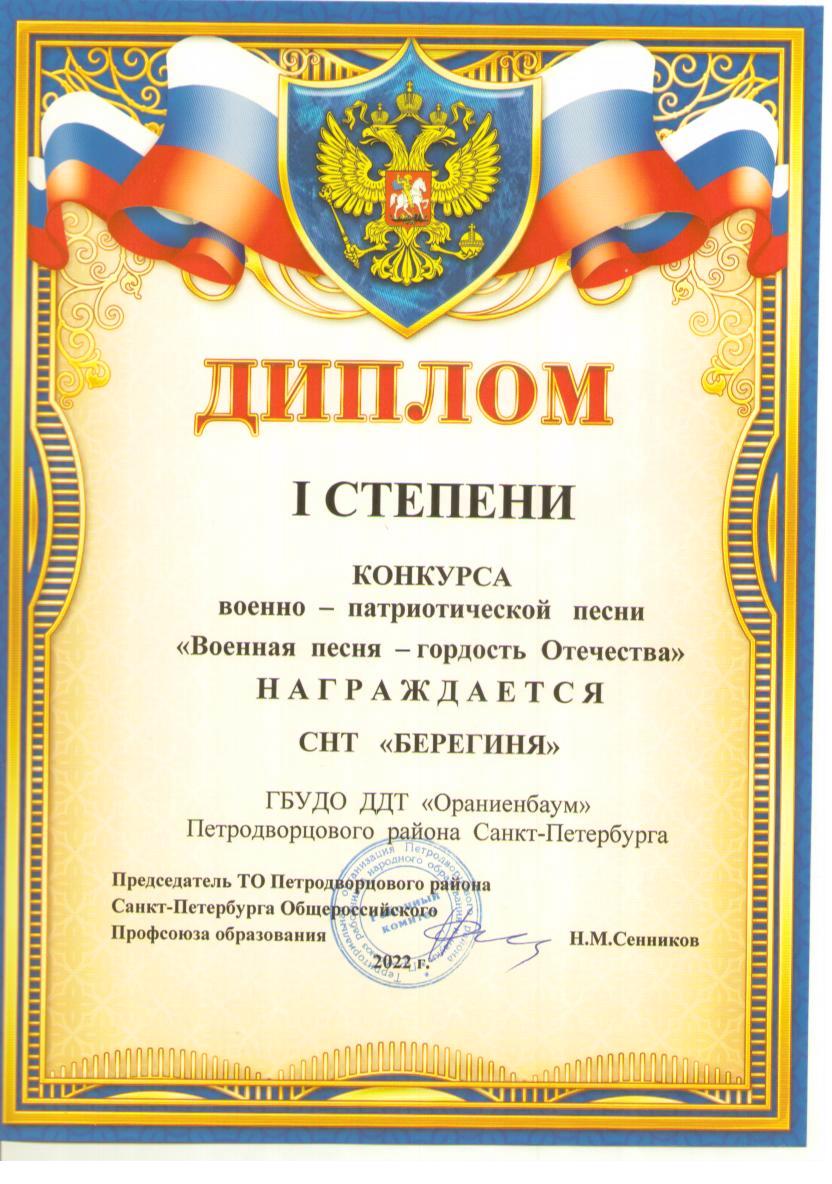 ДИПЛОМ
I СТЕПЕНИ
КОНКУРСА
военно – патриотической песни
«Военная песня – гордость Отечества»
НАГРАЖДАЕТСЯ
СНТ «БЕРЕГИНЯ»
ГБУДО ДДТ «Ораниенбаум»
Петродворцового района Санкт-Петербурга
Председатель ТО Петродворцового района
Санкт-Петербурга Общероссийского
Профсоюза образования Н.М.Сенников
2022 г.